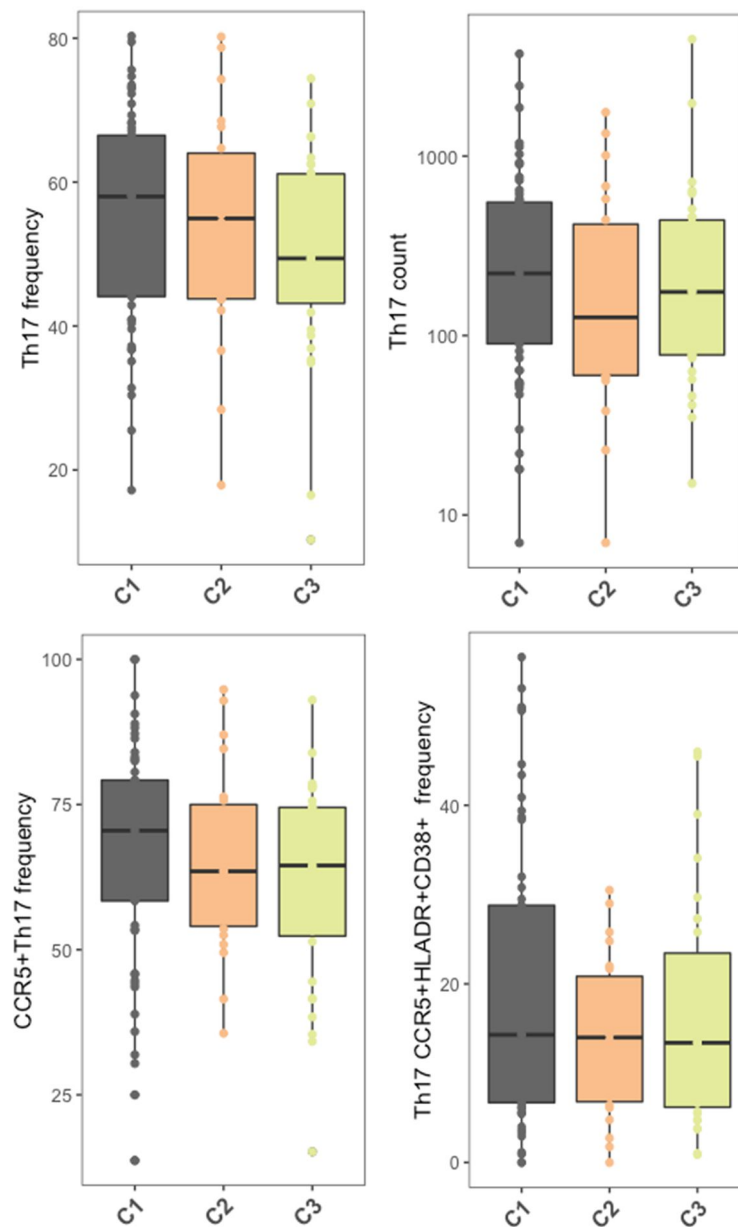 Th17 frequency
80
60
40
20
C1 C2 C3
Th17 count
1000
100
10
C1 C2 C3
CCR5+Th17 frequency
100
75
50
25
C1 C2 C3
Th17 CCR5+HLADR+CD38+ frequency
40
20
0
C1 C2 C3